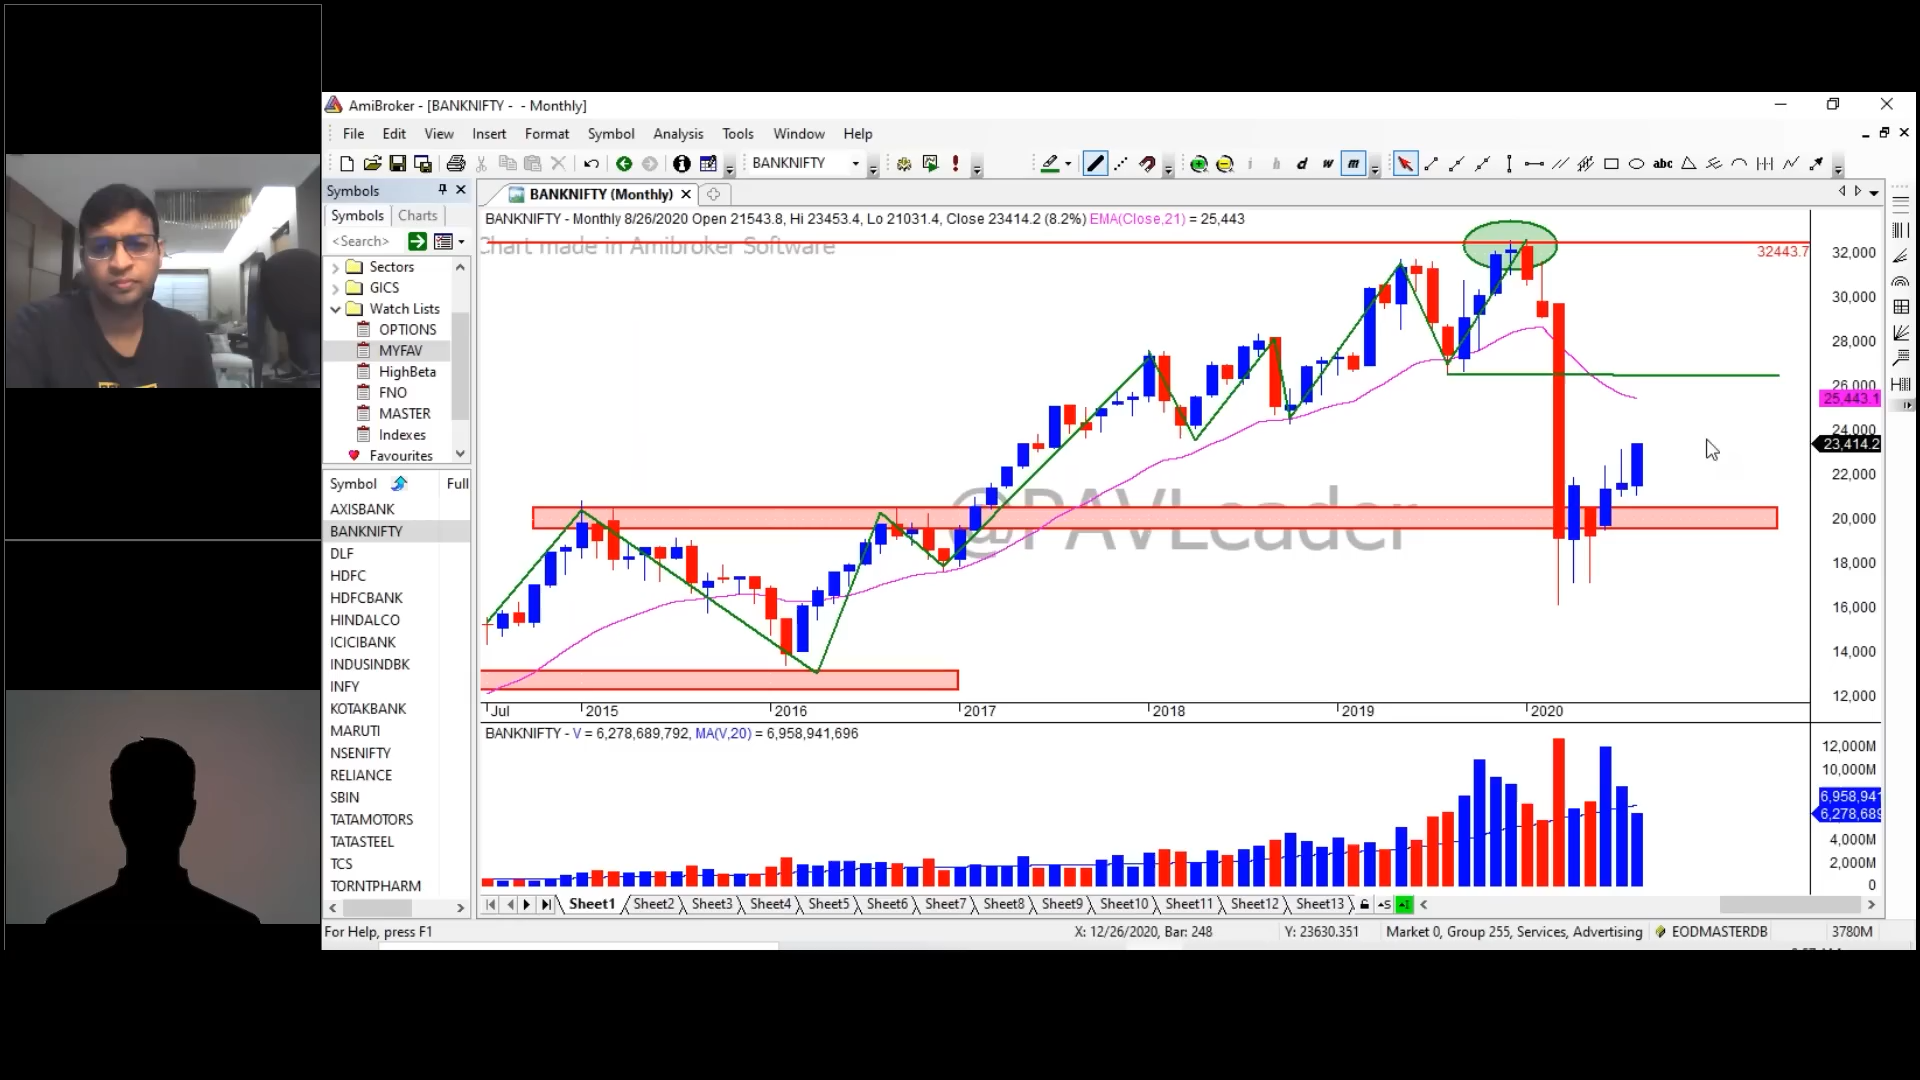 AmiBroker - [BANKNIFTY - - Monthly]
File Edit View Insert Format Symbol Analysis Tools Window Help
BANKNIFTY
i h d w m
abc
Symbols
BANKNIFTY (Monthly)
Symbols Charts
<Search>
Sectors
GICS
Watch Lists
OPTIONS
MYFAV
HighBeta
FNO
MASTER
Indexes
Favourites
Symbol Full
AXISBANK
BANKNIFTY
DLF
HDFC
HDFCBANK
HINDALCO
ICICIBANK
INDUSINDBK
INFY
KOTAKBANK
MARUTI
NSENIFTY
RELIANCE
SBIN
TATAMOTORS
TATASTEEL
TCS
TORNTPHARM
BANKNIFTY - Monthly 8/26/2020 Open 21543.8, Hi 23453.4, Lo 21031.4, Close 23414.2 (8.2%) EMA(Close,21) = 25,443
Chart made in Amibroker Software
32443.7
32,000
30,000
28,000
26,000
25,443.1
24,000
23,414.2
22,000
20,000
18,000
16,000
14,000
12,000
@PAVLeader
Jul 2015 2016 2017 2018 2019 2020
BANKNIFTY - V = 6,278,689,792, MA(V,20) = 6,958,941,696
12,000M
10,000M
6,958,941
6,278,689
4,000M
2,000M
0
Sheet1 Sheet2 Sheet3 Sheet4 Sheet5 Sheet6 Sheet7 Sheet8 Sheet9 Sheet10 Sheet11 Sheet12 Sheet13
For Help, press F1
X: 12/26/2020, Bar: 248 Y: 23630.351 Market 0, Group 255, Services, Advertising EODMASTERDB 3780M